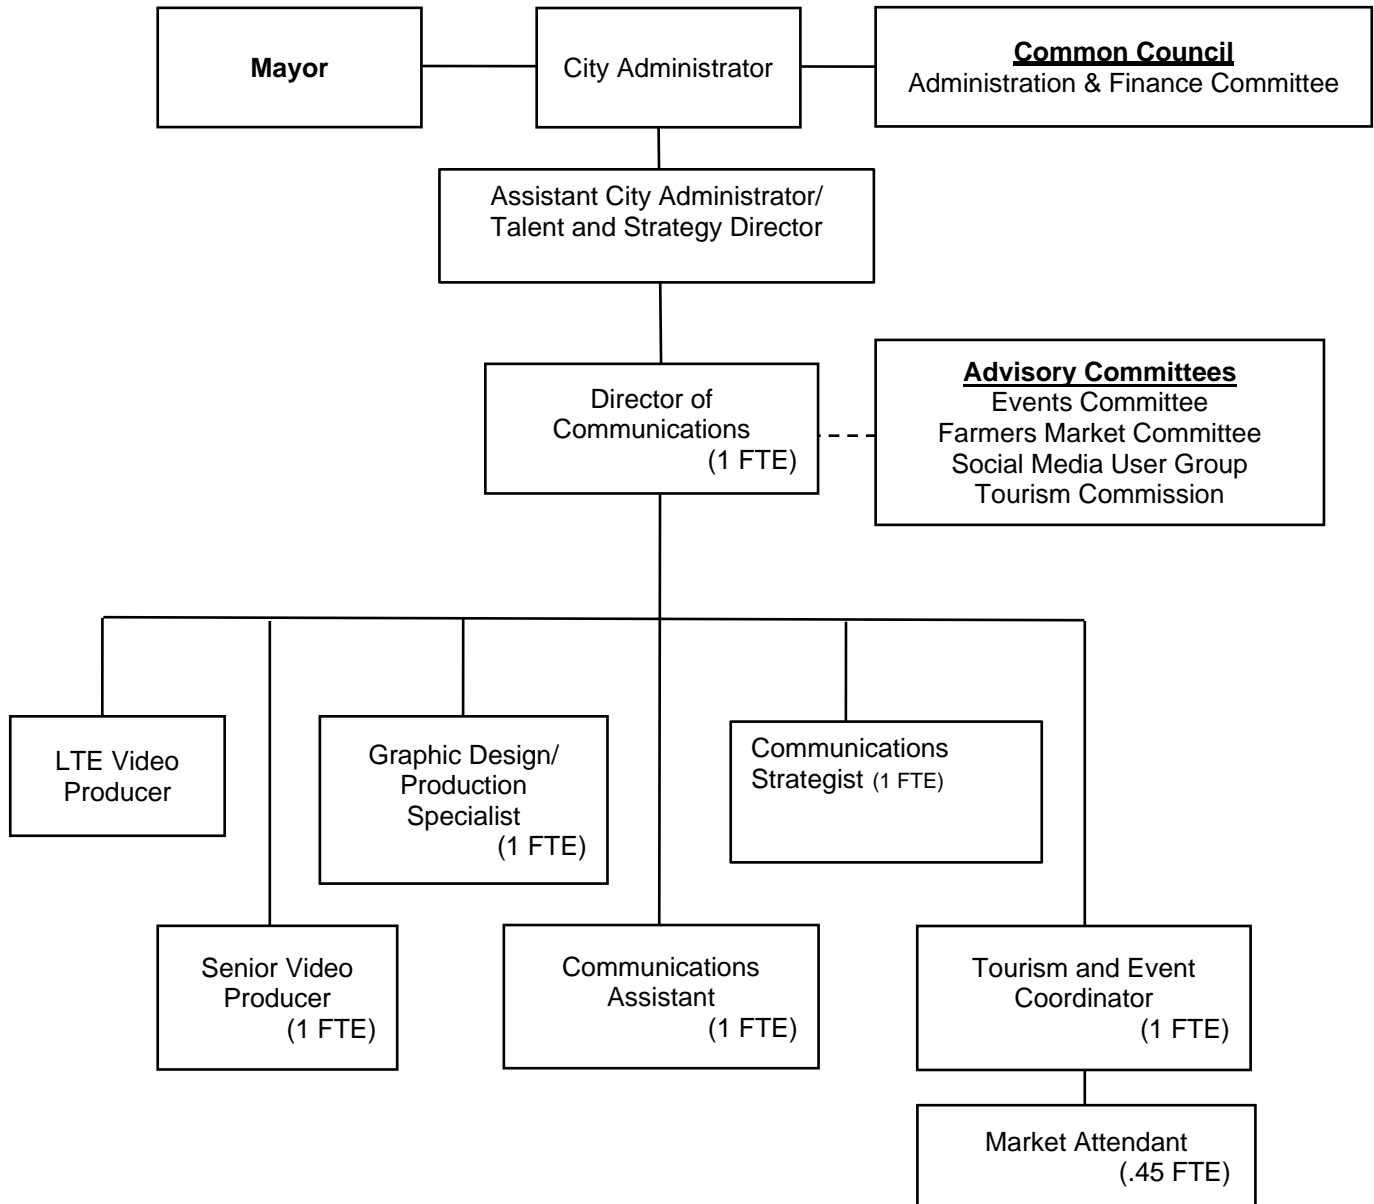 Mayor
City Administrator
Common Council
Administration & Finance Committee
Assistant City Administrator/
Talent and Strategy Director
Director of
Communications
(1 FTE)
Advisory Committees
Events Committee
Farmers Market Committee
Social Media User Group
Tourism Commission
LTE Video
Producer
Graphic Design/
Production
Specialist
(1 FTE)
Communications
Strategist (1 FTE)
Senior Video
Producer
(1 FTE)
Communications
Assistant
(1 FTE)
Tourism and Event
Coordinator
(1 FTE)
Market Attendant
(.45 FTE)